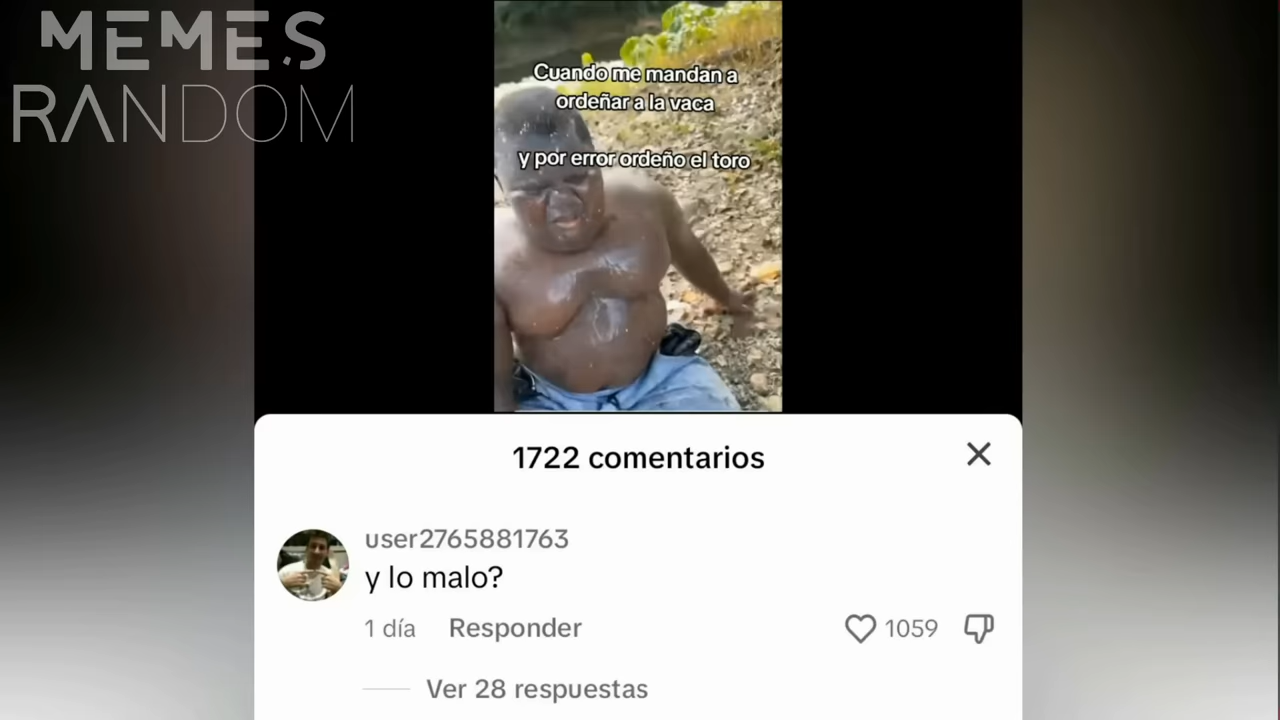 MEMES
RANDOM
Cuando me mandan a
ordeñar a la vaca
y por error ordeño el toro
1722 comentarios
user2765881763
y lo malo?
1 día Responder 1059
Ver 28 respuestas